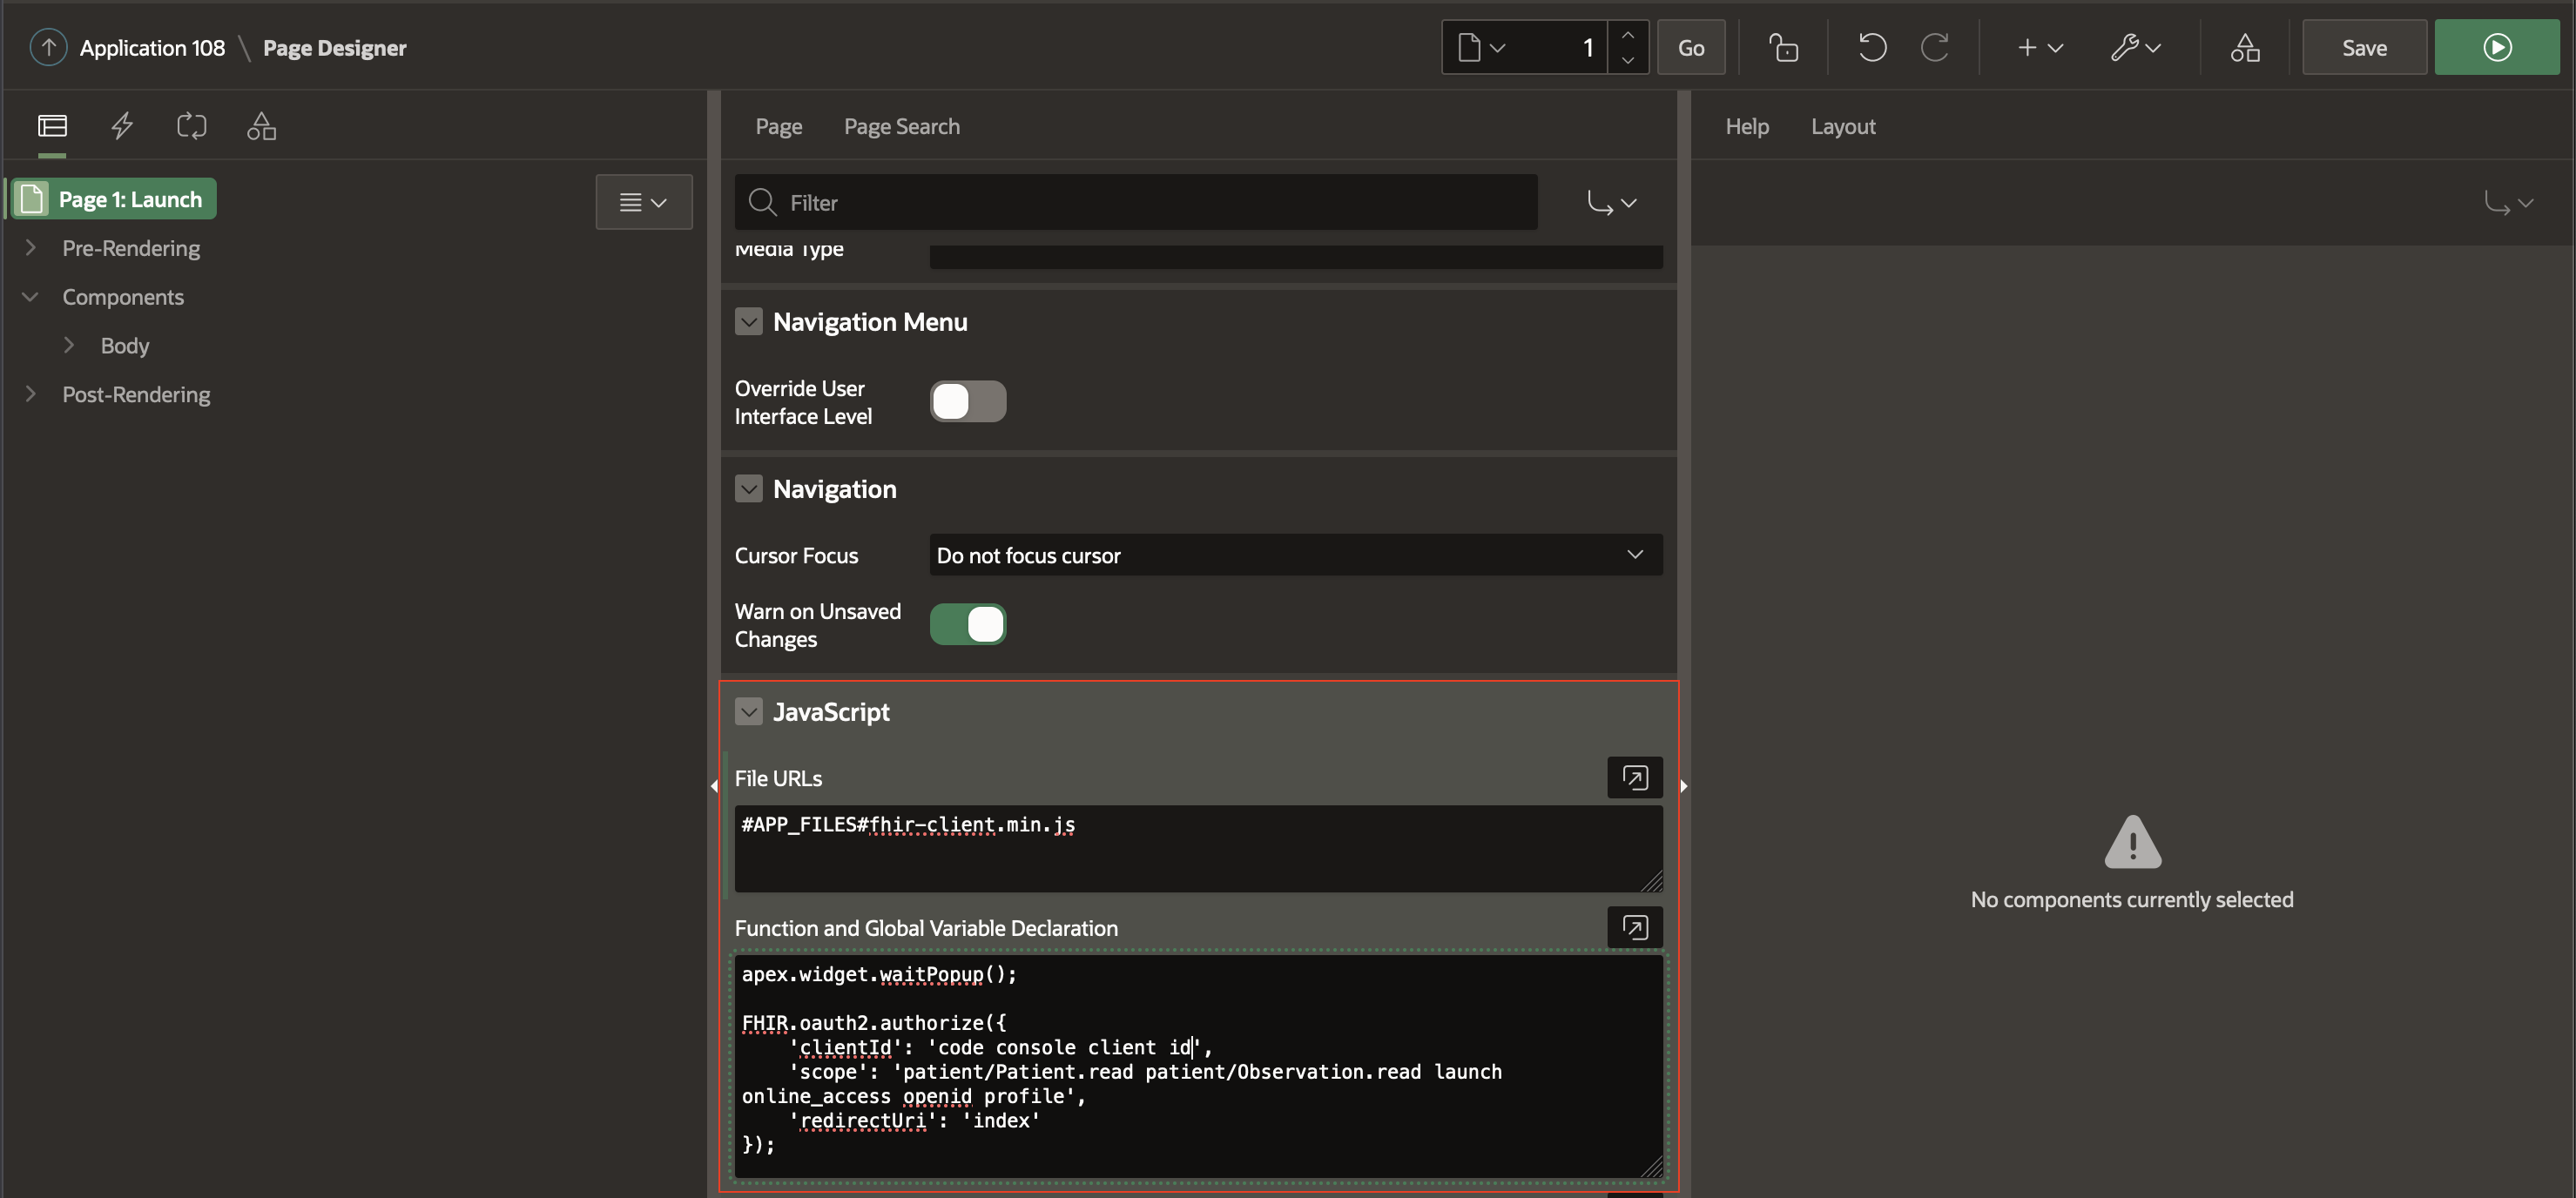 Application 108 \ Page Designer
1
Go
Save
Page 1: Launch
Pre-Rendering
Components
Body
Post-Rendering
Page
Page Search
Filter
Media Type
Navigation Menu
Override User
Interface Level
Navigation
Cursor Focus
Do not focus cursor
Warn on Unsaved
Changes
JavaScript
File URLs
#APP_FILES#fhir-client.min.js
Function and Global Variable Declaration
apex.widget.waitPopup();
FHIR.oauth2.authorize({
    'clientId': 'code console client id',
    'scope': 'patient/Patient.read patient/Observation.read launch
online_access openid profile',
    'redirectUri': 'index'
});
Help
Layout
No components currently selected